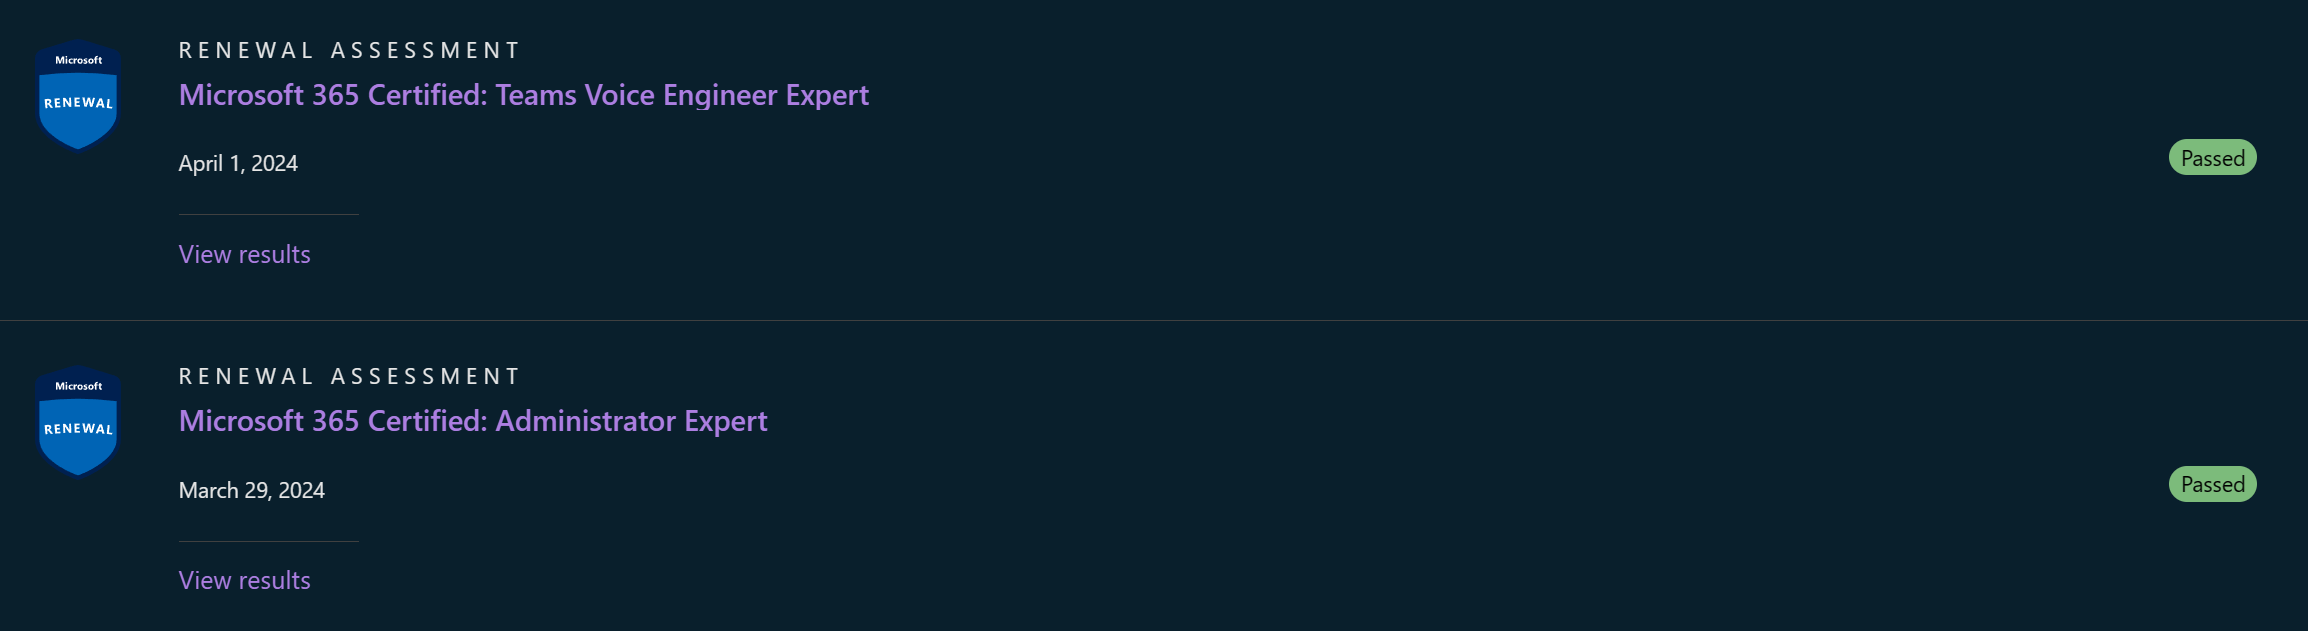 Microsoft
RENEWAL
RENEWAL ASSESSMENT
Microsoft 365 Certified: Teams Voice Engineer Expert
April 1, 2024
Passed
View results
Microsoft
RENEWAL
RENEWAL ASSESSMENT
Microsoft 365 Certified: Administrator Expert
March 29, 2024
Passed
View results